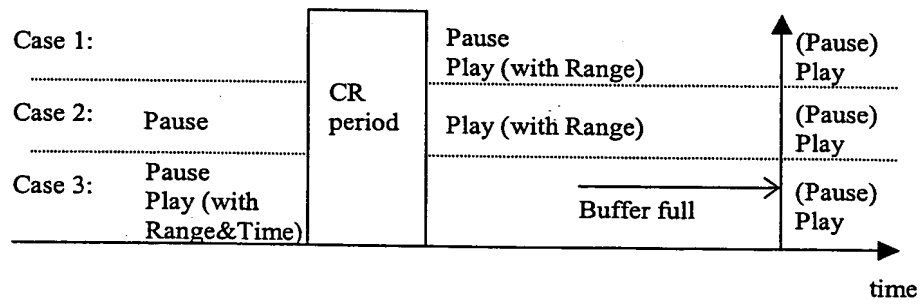 Case 1:
Pause
Play (with Range)
(Pause)
Play
CR
period
Case 2:
Pause
Play (with Range)
(Pause)
Play
Case 3:
Pause
Play (with
Range&Time)
Buffer full
(Pause)
Play
time